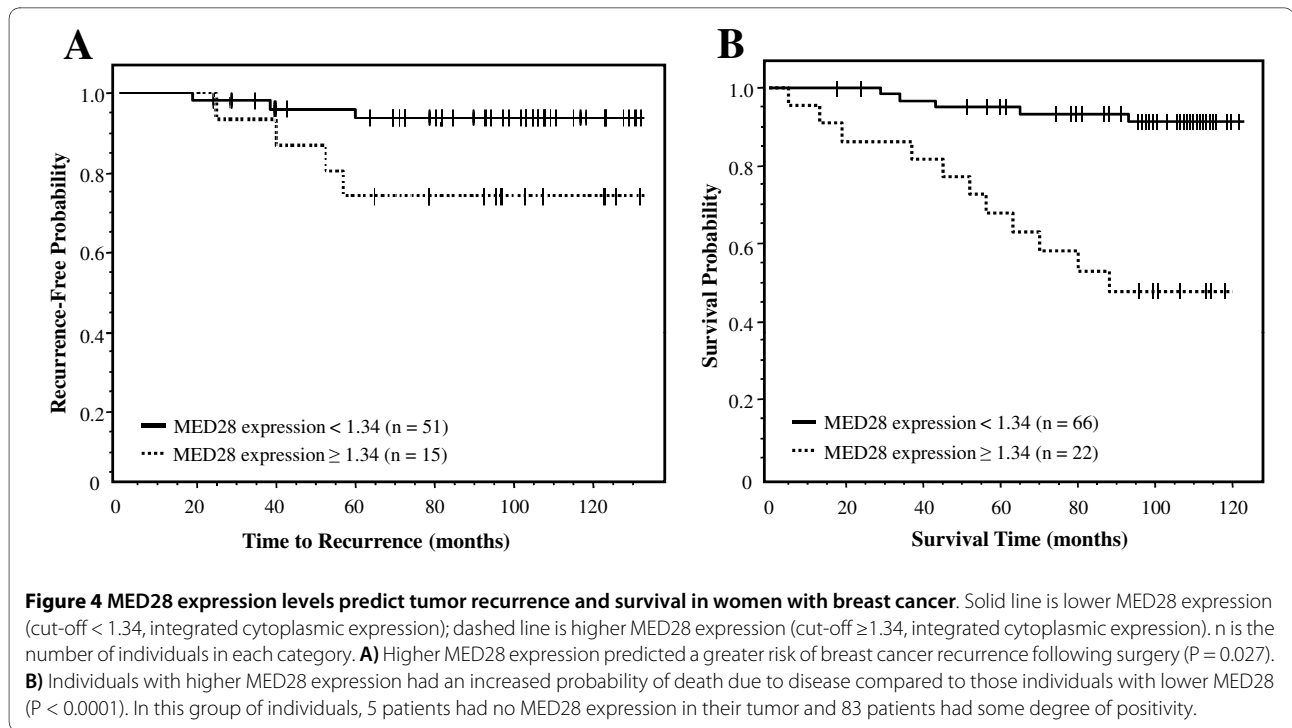 A
B
1.0
0.8
0.6
0.4
0.2
0
Recurrence-Free Probability
MED28 expression < 1.34 (n = 51)
MED28 expression ≥ 1.34 (n = 15)
0 20 40 60 80 100 120
Time to Recurrence (months)
1.0
0.8
0.6
0.4
0.2
0
Survival Probability
MED28 expression < 1.34 (n = 66)
MED28 expression ≥ 1.34 (n = 22)
0 20 40 60 80 100 120
Survival Time (months)
Figure 4 MED28 expression levels predict tumor recurrence and survival in women with breast cancer. Solid line is lower MED28 expression
(cut-off < 1.34, integrated cytoplasmic expression); dashed line is higher MED28 expression (cut-off ≥1.34, integrated cytoplasmic expression). n is the
number of individuals in each category. A) Higher MED28 expression predicted a greater risk of breast cancer recurrence following surgery (P = 0.027).
B) Individuals with higher MED28 expression had an increased probability of death due to disease compared to those individuals with lower MED28
(P < 0.0001). In this group of individuals, 5 patients had no MED28 expression in their tumor and 83 patients had some degree of positivity.